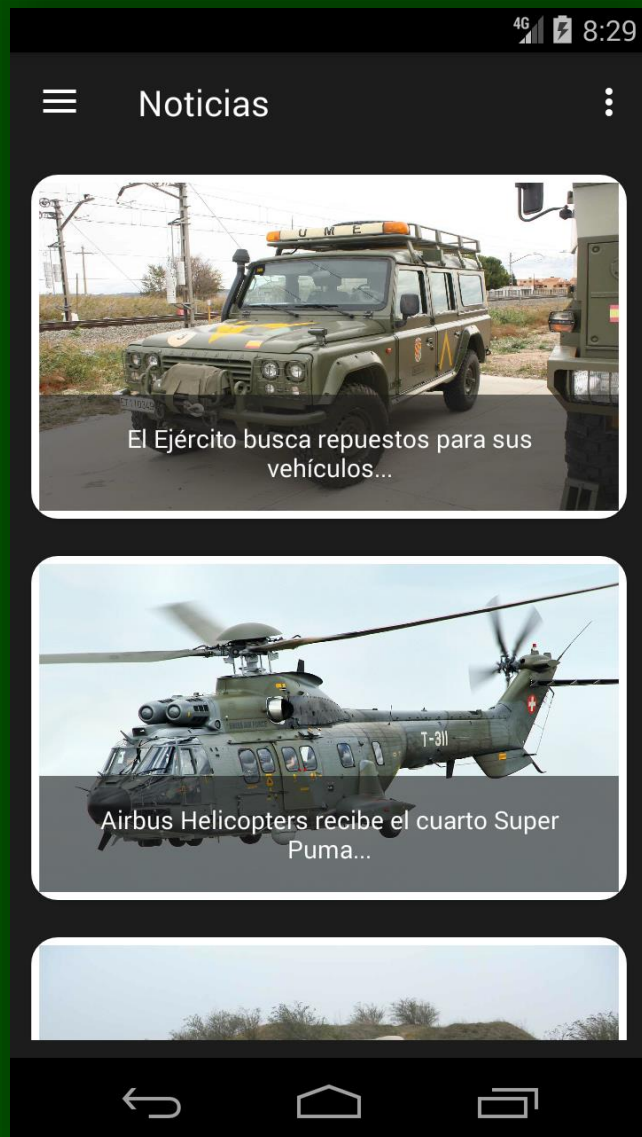 4G 8:29
Noticias
U M E
El Ejército busca repuestos para sus
vehículos...
T-311
Airbus Helicopters recibe el cuarto Super
Puma...